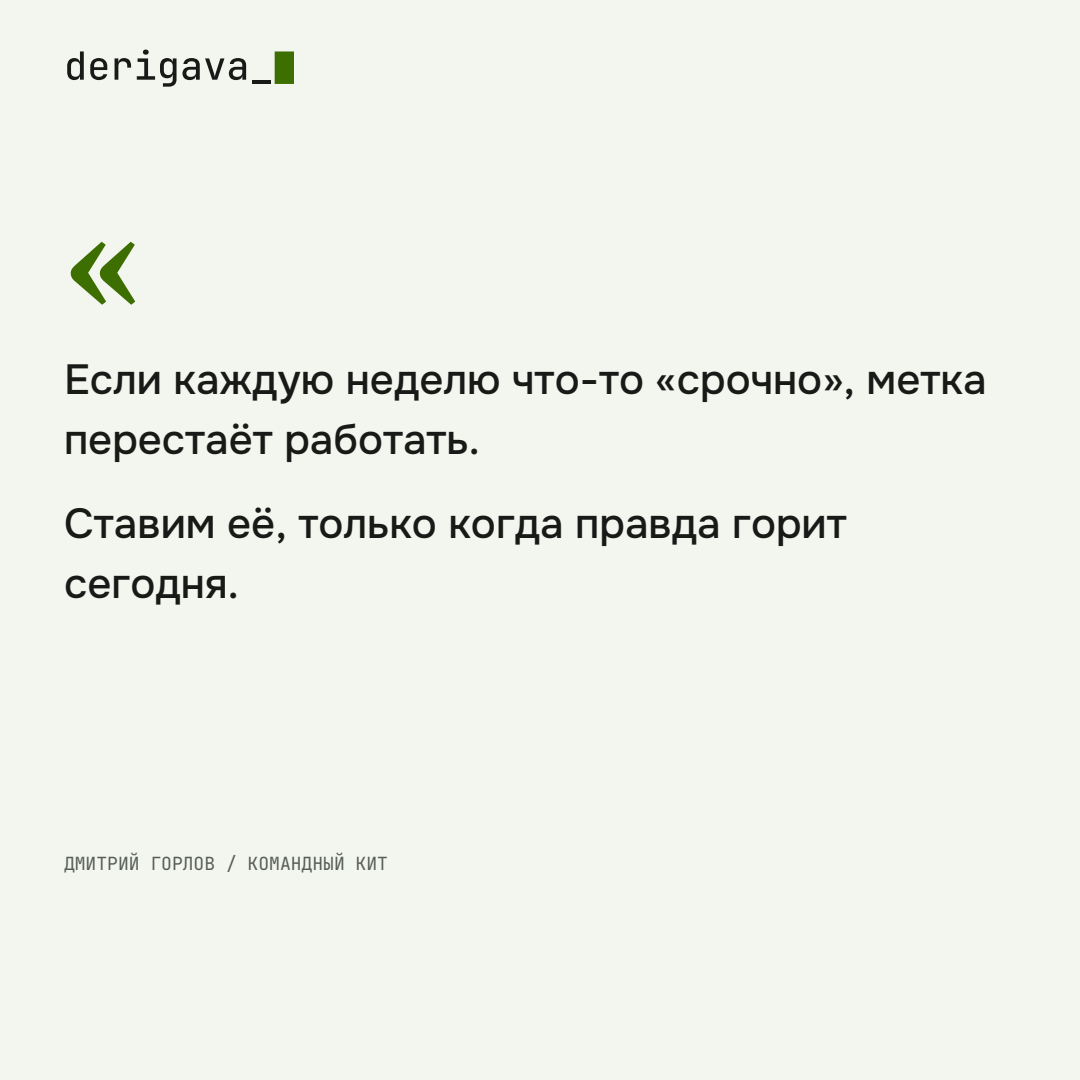 derigava_
«
Если каждую неделю что-то «срочно», метка
перестаёт работать.
Ставим её, только когда правда горит
сегодня.
ДМИТРИЙ ГОРЛОВ / КОМАНДНЫЙ КИТ